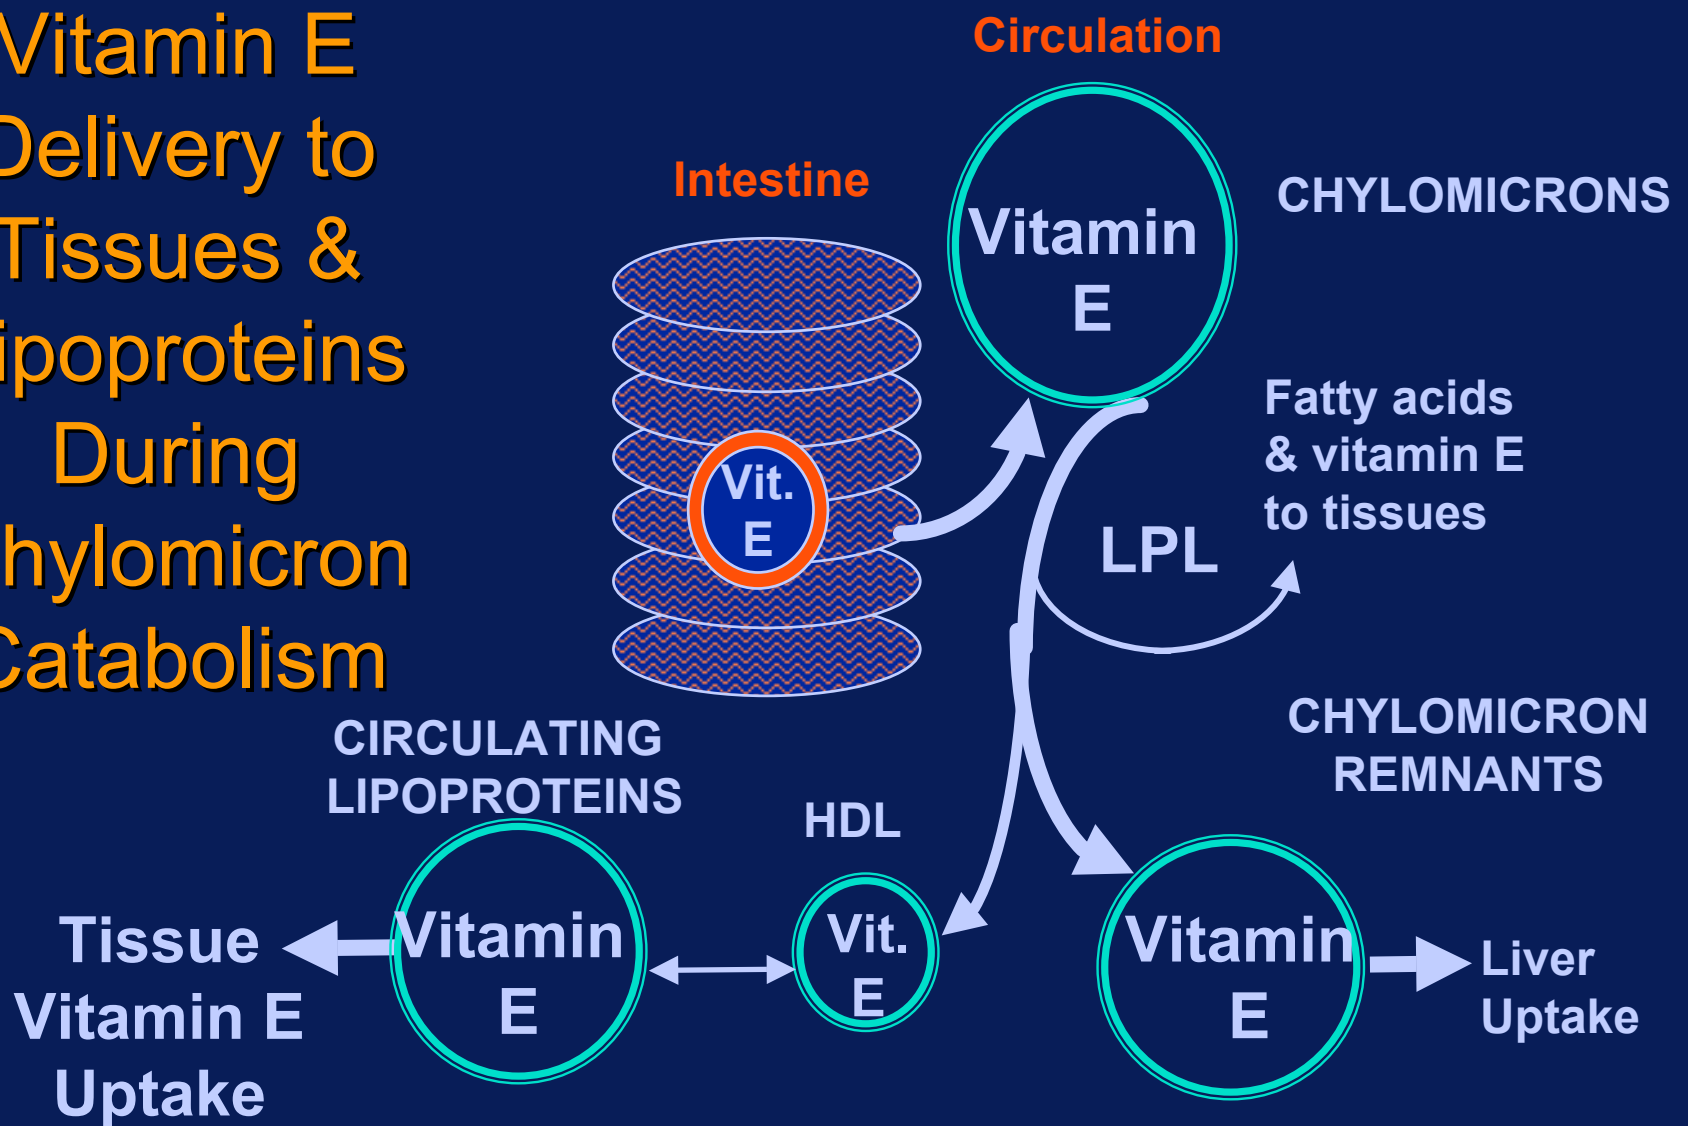 Vitamin E
Delivery to
Tissues &
ipoproteins
During
hylomicron
Catabolism
Circulation
Intestine
Vitamin
E
CHYLOMICRONS
Vit.
E
Fatty acids
& vitamin E
to tissues
LPL
CHYLOMICRON
REMNANTS
CIRCULATING
LIPOPROTEINS
HDL
Tissue
Vitamin E
Uptake
Vitamin
E
Vit.
E
Vitamin
E
Liver
Uptake